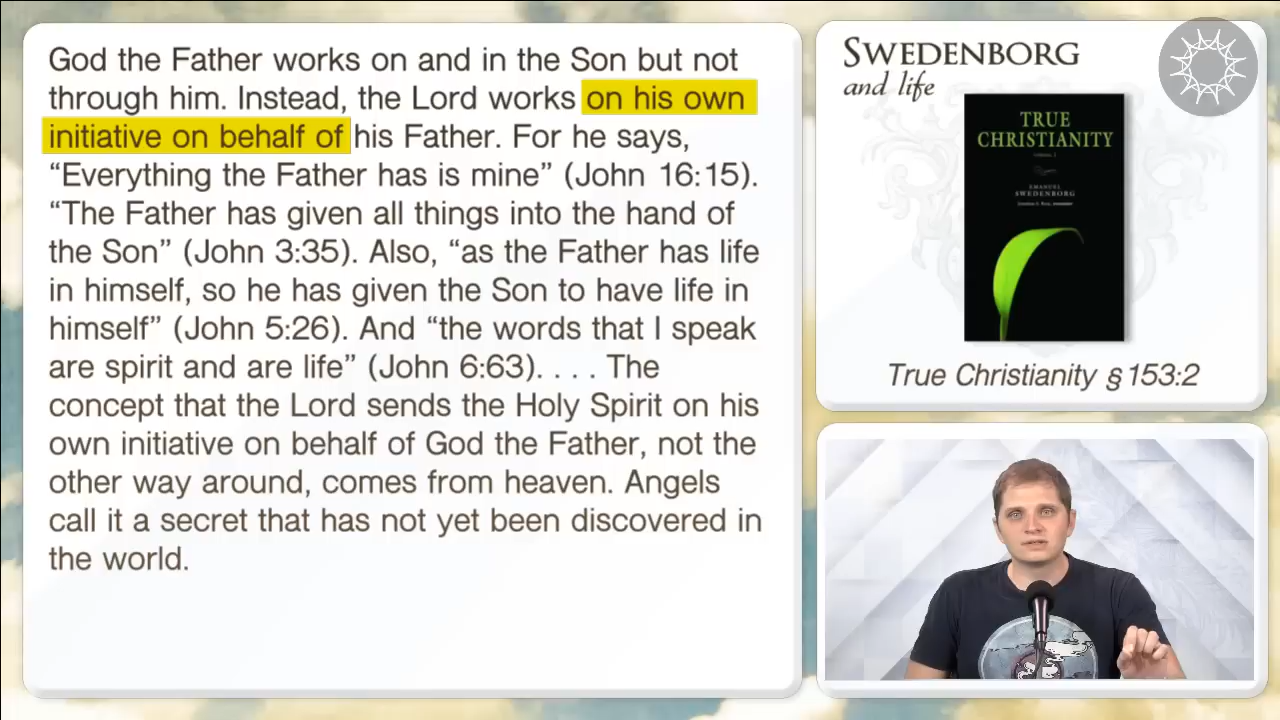 God the Father works on and in the Son but not
through him. Instead, the Lord works on his own
initiative on behalf of his Father. For he says,
“Everything the Father has is mine” (John 16:15).
“The Father has given all things into the hand of
the Son” (John 3:35). Also, “as the Father has life
in himself, so he has given the Son to have life in
himself” (John 5:26). And “the words that I speak
are spirit and are life” (John 6:63). . . . The
concept that the Lord sends the Holy Spirit on his
own initiative on behalf of God the Father, not the
other way around, comes from heaven. Angels
call it a secret that has not yet been discovered in
the world.
SWEDENBORG
and life
TRUE
CHRISTIANITY
EMANUEL
SWEDENBORG
True Christianity § 153:2